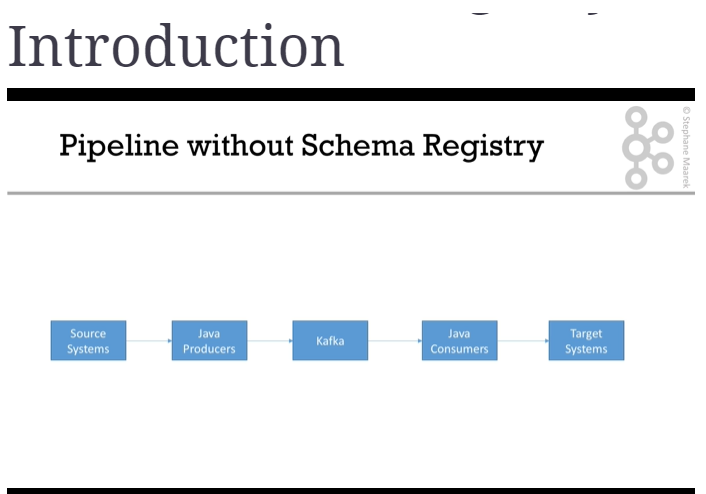 Introduction
Pipeline without Schema Registry
© Stephane Maarek
Source
Systems
Java
Producers
Kafka
Java
Consumers
Target
Systems